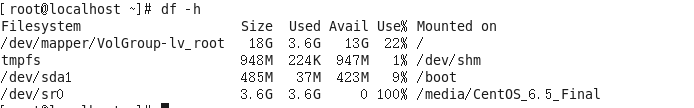 [root@localhost ~]# df -h
Filesystem Size Used Avail Use% Mounted on
/dev/mapper/VolGroup-lv_root 18G 3.6G 13G 22% /
tmpfs 948M 224K 947M 1% /dev/shm
/dev/sda1 485M 37M 423M 9% /boot
/dev/sr0 3.6G 3.6G 0 100% /media/CentOS_6.5_Final
[root@localhost ~]#